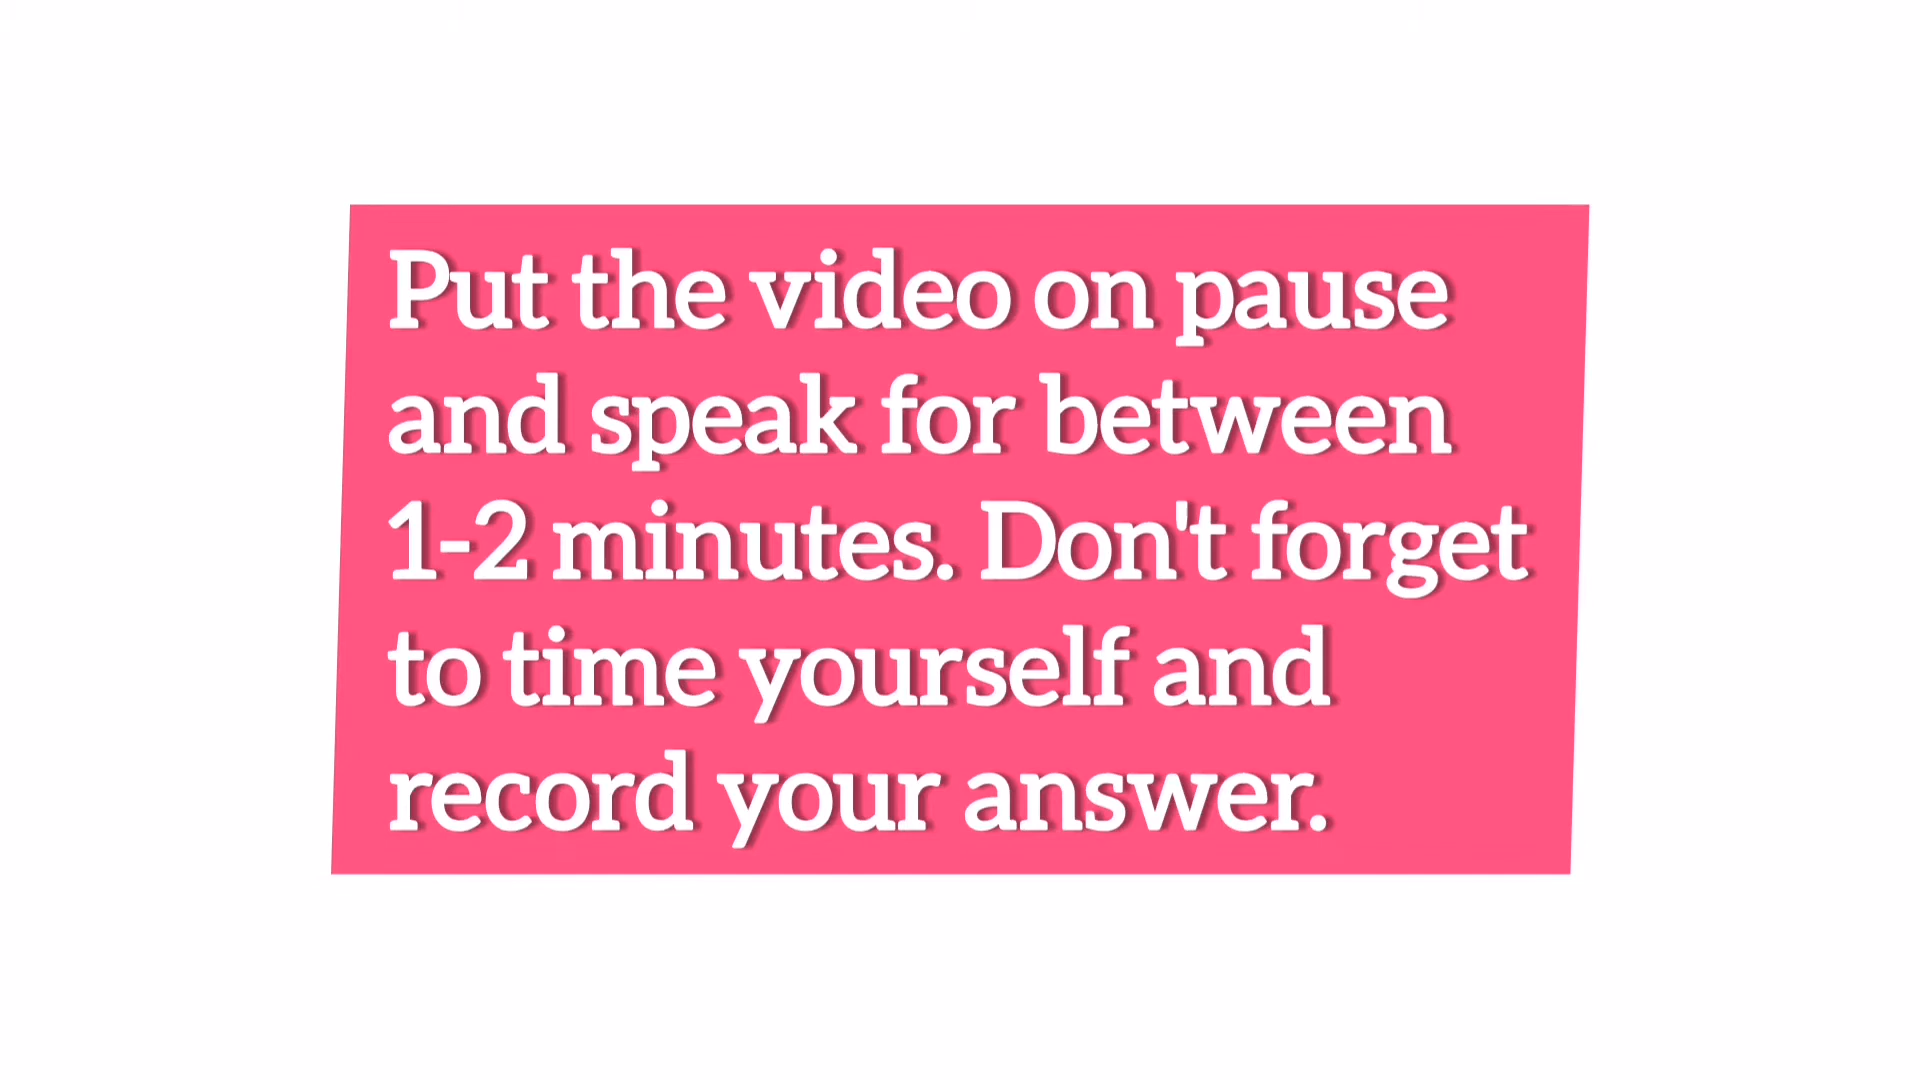 Put the video on pause
and speak for between
1-2 minutes. Don't forget
to time yourself and
record your answer.